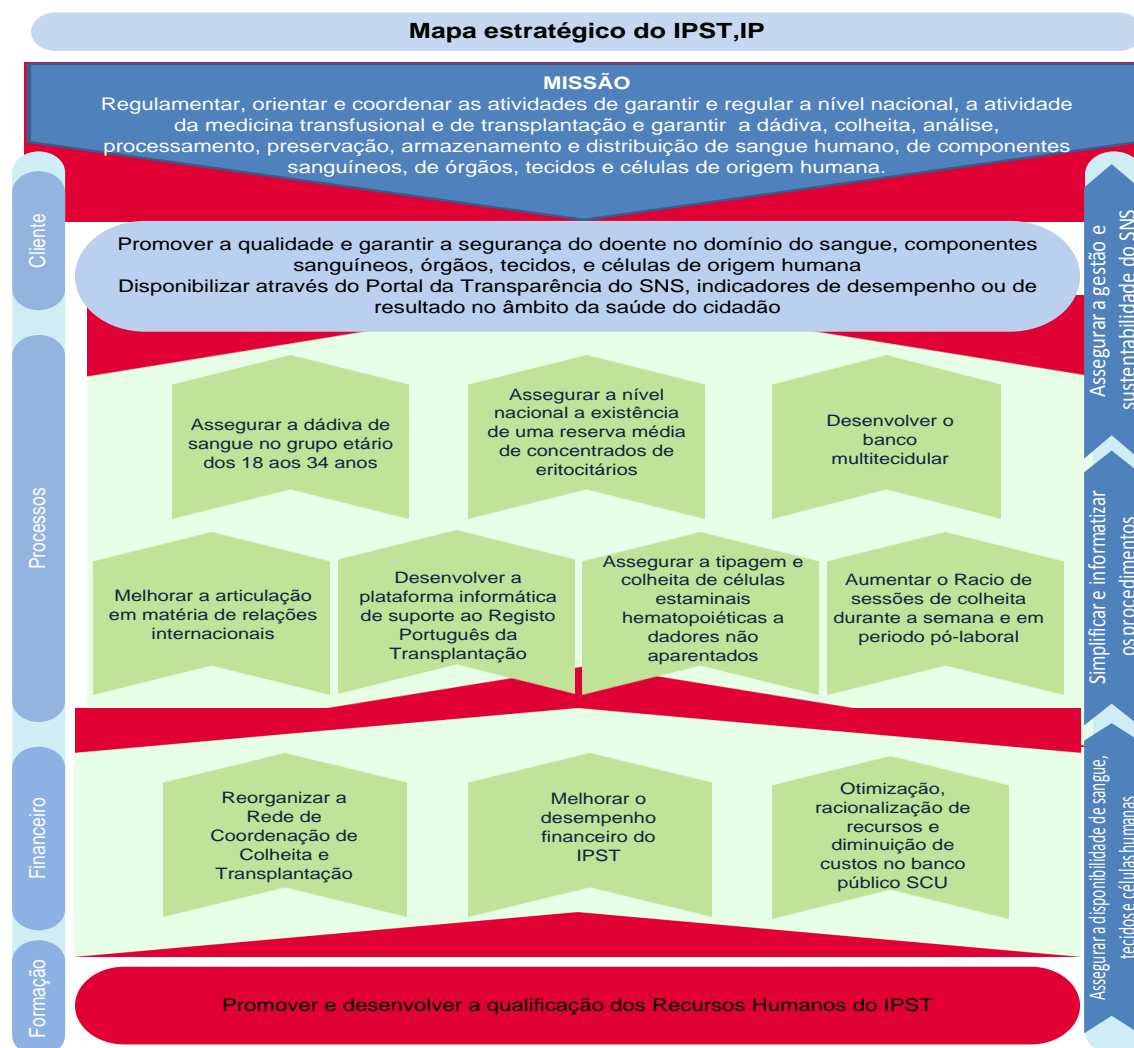 Mapa estratégico do IPST,IP
MISSÃO
Regulamentar, orientar e coordenar as atividades de garantir e regular a nível nacional, a atividade
da medicina transfusional e de transplantação e garantir a dádiva, colheita, análise,
processamento, preservação, armazenamento e distribuição de sangue humano, de componentes
sanguíneos, de órgãos, tecidos e células de origem humana.
Cliente
Promover a qualidade e garantir a segurança do doente no domínio do sangue, componentes
sanguíneos, órgãos, tecidos, e células de origem humana
Disponibilizar através do Portal da Transparência do SNS, indicadores de desempenho ou de
resultado no âmbito da saúde do cidadão
Processos
Assegurar a dádiva de
sangue no grupo etário
dos 18 aos 34 anos
Assegurar a nível
nacional a existência
de uma reserva média
de concentrados de
eritocitários
Desenvolver o
banco
multitecidular
Melhorar a articulação
em matéria de relações
internacionais
Desenvolver a
plataforma informática
de suporte ao Registo
Português da
Transplantação
Assegurar a tipagem e
colheita de células
estaminais
hematopoiéticas a
dadores não
aparentados
Aumentar o Racio de
sessões de colheita
durante a semana e em
periodo pó-laboral
Financeiro
Reorganizar a
Rede de
Coordenação de
Colheita e
Transplantação
Melhorar o
desempenho
financeiro do
IPST
Otimização,
racionalização de
recursos e
diminuição de
custos no banco
público SCU
Formação
Promover e desenvolver a qualificação dos Recursos Humanos do IPST
Assegurar a gestão e
sustentabilidade do SNS
Simplificar e informatizar
os procedimentos
Assegurar a disponibilidade de sangue,
tecidos e células humanas